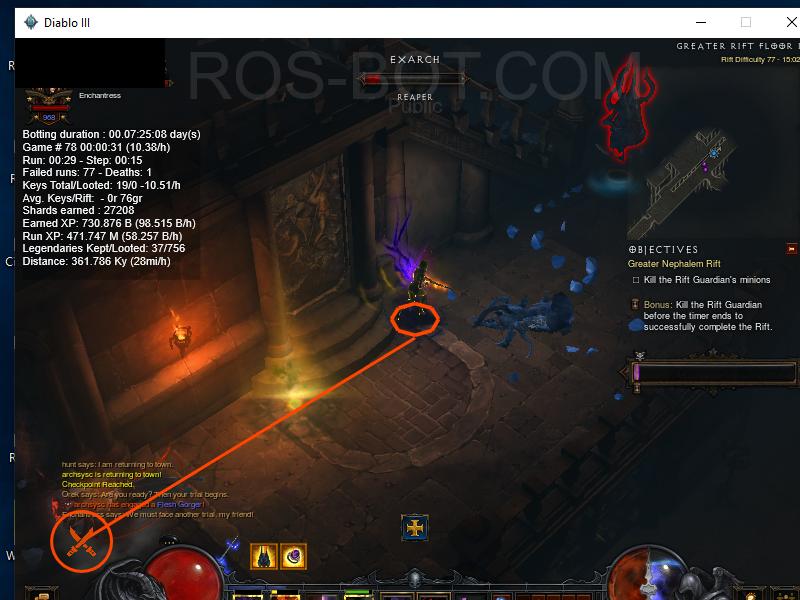 Diablo III
GREATER RIFT FLOOR 1
Rift Difficulty 77 - 15:02
ROS-BOT.COM
Public
EXARCH
REAPER
Enchantress
968
Botting duration : 00.07:25:08 day(s)
Game # 78 00:00:31 (10.38/h)
Run: 00:29 - Step: 00:15
Failed runs: 77 - Deaths: 1
Keys Total/Looted: 19/0 -10.51/h
Avg. Keys/Rift: - 0r 76gr
Shards earned : 27208
Earned XP: 730.876 B (98.515 B/h)
Run XP: 471.747 M (58.257 B/h)
Legendaries Kept/Looted: 37/756
Distance: 361.786 Ky (28mi/h)
OBJECTIVES
Greater Nephalem Rift
Kill the Rift Guardian's minions
Bonus: Kill the Rift Guardian
before the timer ends to
successfully complete the Rift.
hunt says: I am returning to town.
archsysc is returning to town!
Checkpoint Reached.
Orek says: Are you ready? Then your trial begins.
archsysc has engaged a Flesh Gorger!
Enchantress says: We must face another trial, my friend!